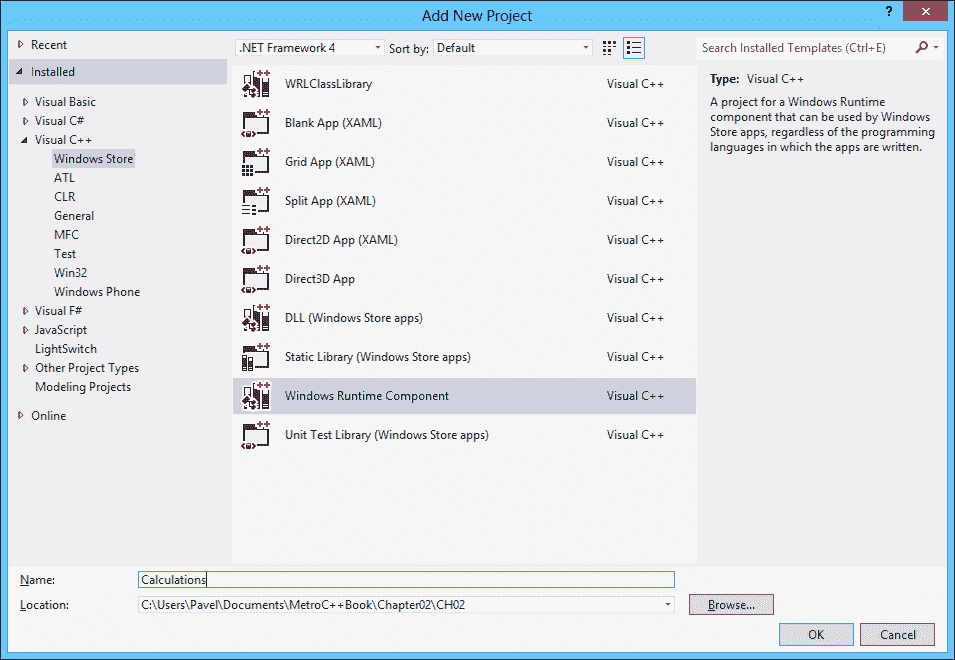 Add New Project
?
Recent
Installed
Visual Basic
Visual C#
Visual C++
Windows Store
ATL
CLR
General
MFC
Test
Win32
Windows Phone
Visual F#
JavaScript
LightSwitch
Other Project Types
Modeling Projects
Online
.NET Framework 4 Sort by: Default
WRLClassLibrary Visual C++
Blank App (XAML) Visual C++
Grid App (XAML) Visual C++
Split App (XAML) Visual C++
Direct2D App (XAML) Visual C++
Direct3D App Visual C++
DLL (Windows Store apps) Visual C++
Static Library (Windows Store apps) Visual C++
Windows Runtime Component Visual C++
Unit Test Library (Windows Store apps) Visual C++
Search Installed Templates (Ctrl+E)
Type: Visual C++
A project for a Windows Runtime
component that can be used by Windows
Store apps, regardless of the programming
languages in which the apps are written.
Name: Calculations
Location: C:\Users\Pavel\Documents\MetroC++Book\Chapter02\CH02
Browse...
OK Cancel